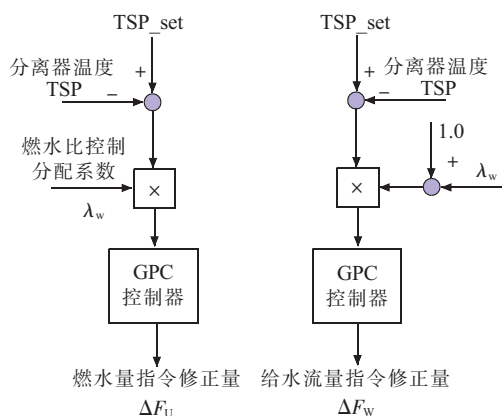 TSP_set
+
分离器温度
TSP
−
燃水比控制
分配系数
λw
×
GPC
控制器
燃水量指令修正量
ΔFU
TSP_set
+
分离器温度
−
TSP
1.0
+
λw
×
GPC
控制器
给水流量指令修正量
ΔFW